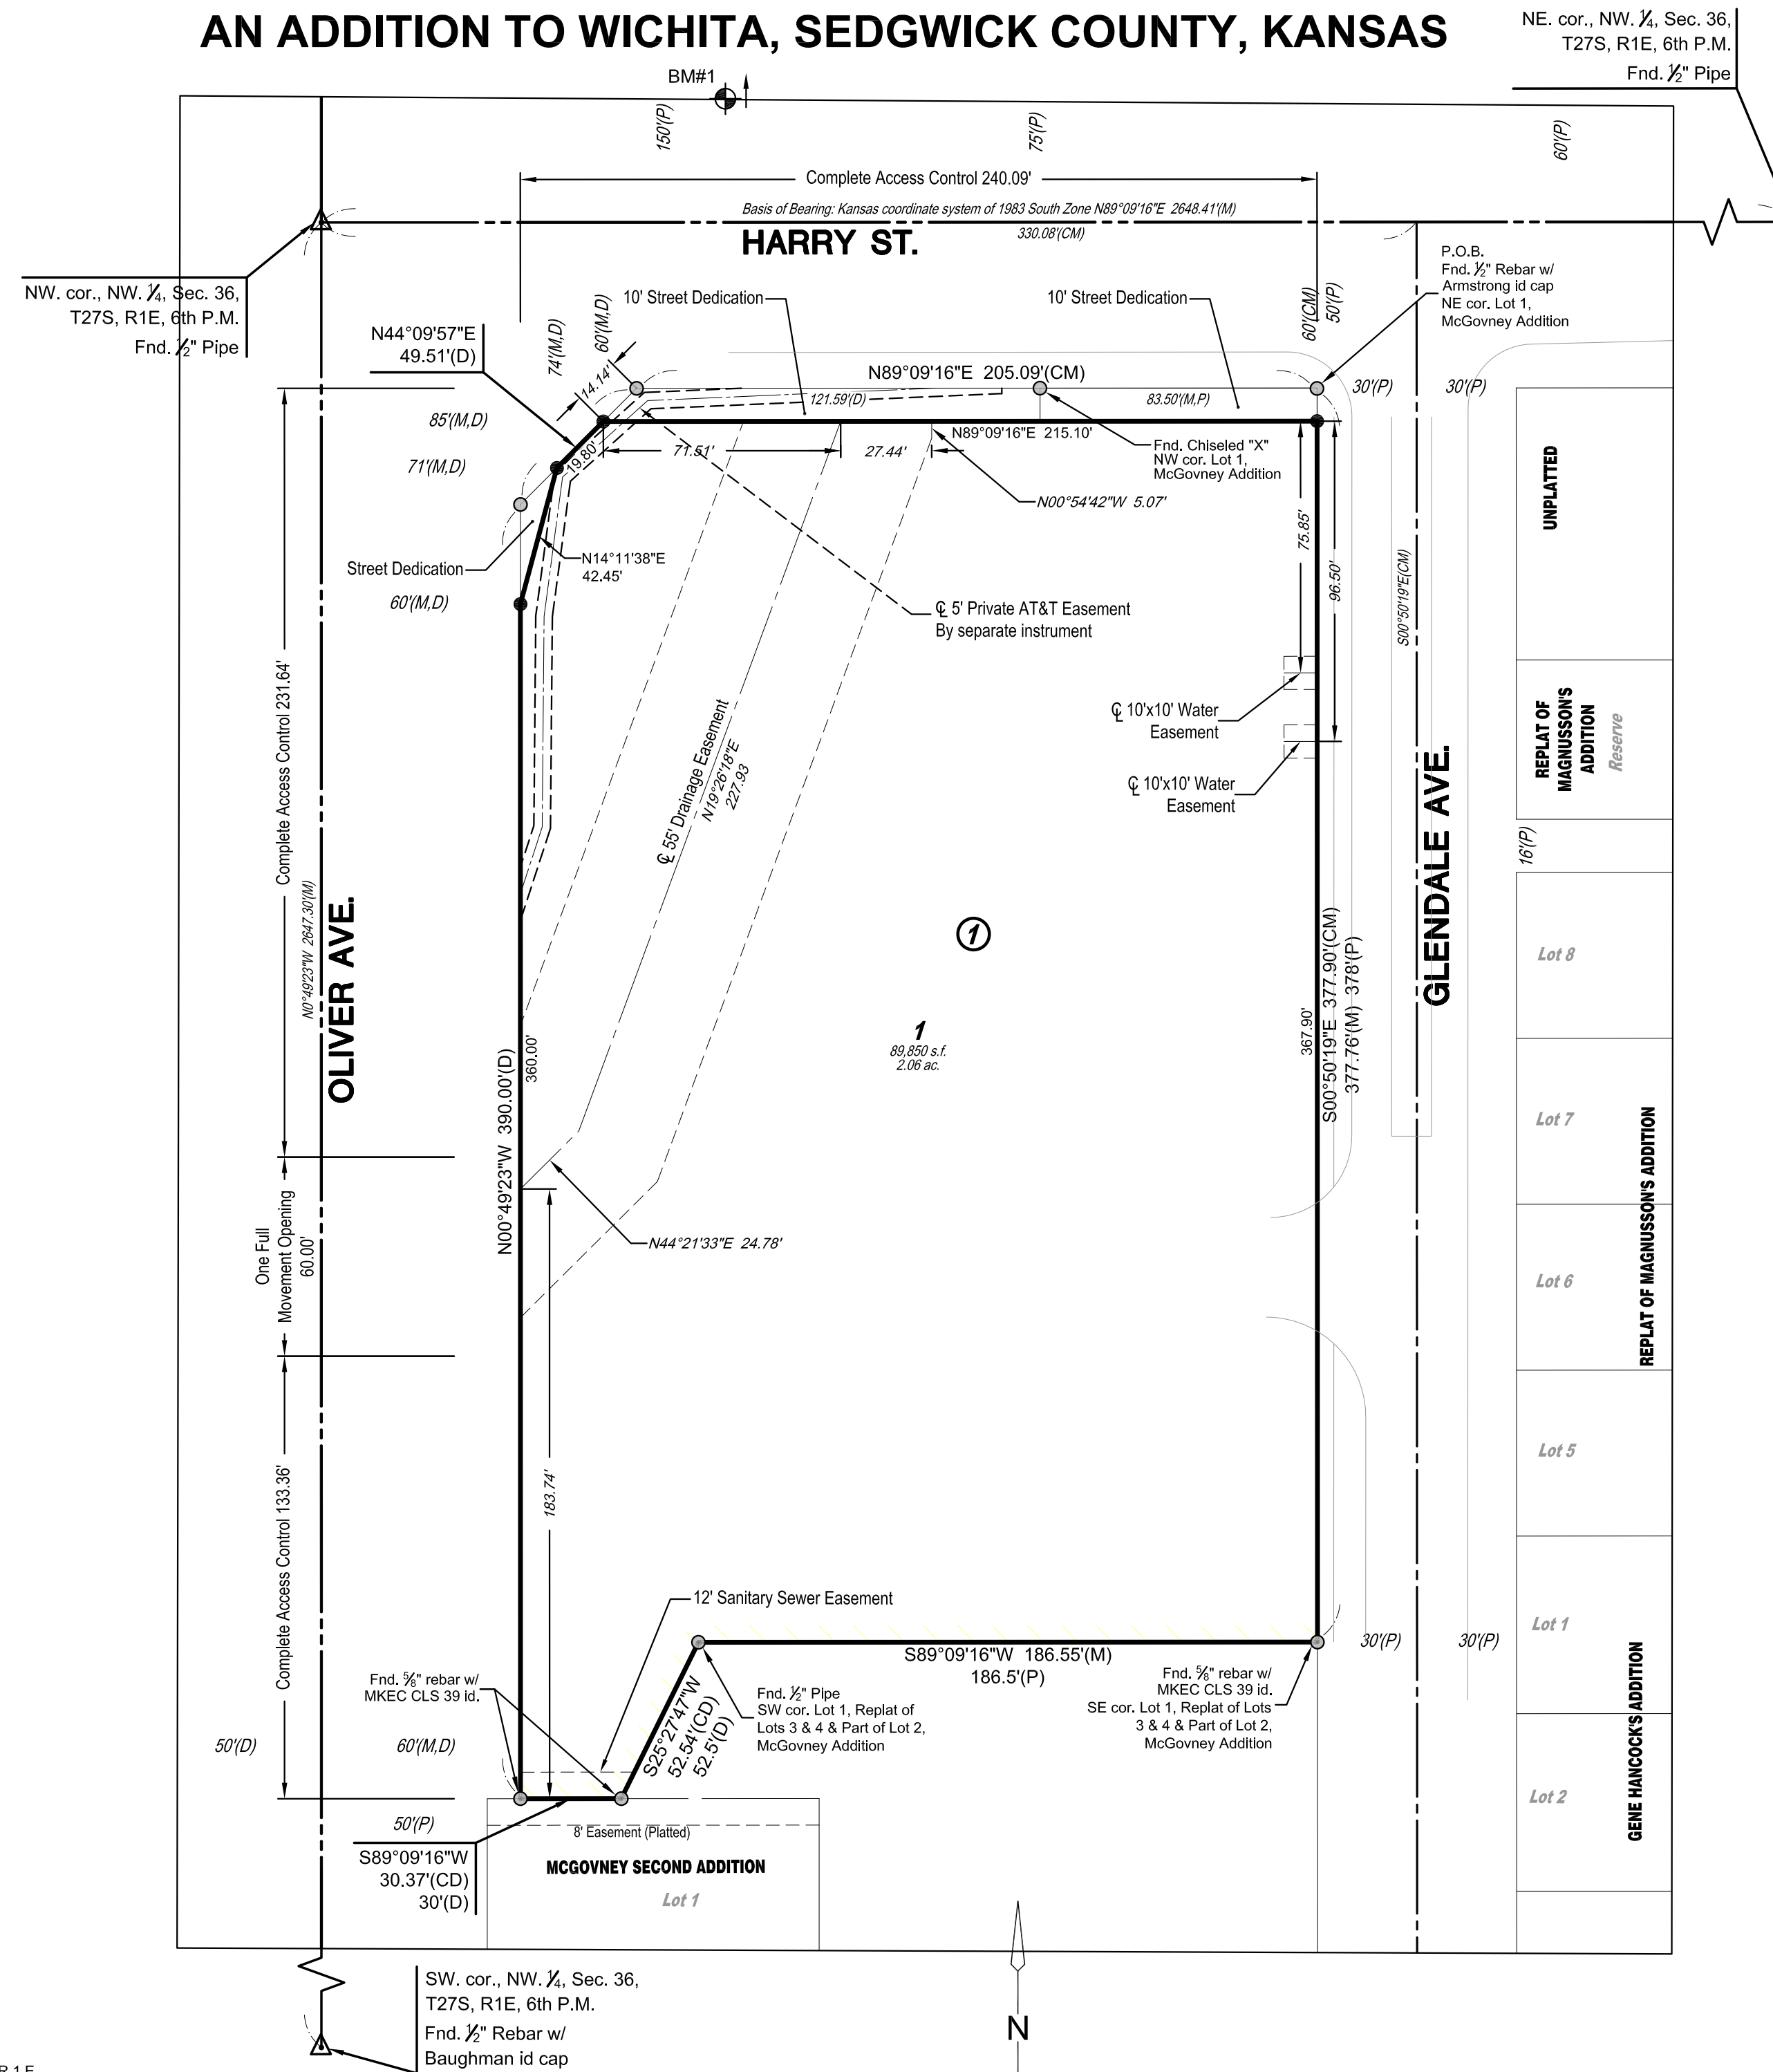 AN ADDITION TO WICHITA, SEDGWICK COUNTY, KANSAS
NE. cor., NW. ¼, Sec. 36,
T27S, R1E, 6th P.M.
Fnd. ½" Pipe
BM#1
150'(P)
75'(P)
60'(P)
Complete Access Control 240.09'
Basis of Bearing: Kansas coordinate system of 1983 South Zone N89°09'16"E 2648.41'(M)
HARRY ST.
330.08'(CM)
NW. cor., NW. ¼, Sec. 36,
T27S, R1E, 6th P.M.
Fnd. ½" Pipe
P.O.B.
Fnd. ½" Rebar w/
Armstrong id cap
NE cor. Lot 1,
McGovney Addition
N44°09'57"E
49.51'(D)
74'(M,D)
60'(M,D)
10' Street Dedication
10' Street Dedication
60'(CM)
50'(P)
14.14'
N89°09'16"E 205.09'(CM)
121.59'(D)
83.50'(M,P)
30'(P)
30'(P)
85'(M,D)
71'(M,D)
19.80'
71.51'
27.44'
N89°09'16"E 215.10'
Fnd. Chiseled "X"
NW cor. Lot 1,
McGovney Addition
N00°54'42"W 5.07'
75.85'
96.50'
S00°50'19"E(CM)
UNPLATTED
Street Dedication
N14°11'38"E
42.45'
60'(M,D)
℄ 5' Private AT&T Easement
By separate instrument
Complete Access Control 231.64'
℄ 55' Drainage Easement
N19°26'18"E
227.93
℄ 10'x10' Water
Easement
℄ 10'x10' Water
Easement
REPLAT OF
MAGNUSSON'S
ADDITION
Reserve
16'(P)
N0°49'23"W 2647.30'(M)
OLIVER AVE.
GLENDALE AVE.
1
1
89,850 s.f.
2.06 ac.
N0°49'23"W 390.00'(D)
360.00'
367.90'
S00°50'19"E 377.90'(CM)
377.76'(M) 378'(P)
Lot 8
Lot 7
Lot 6
Lot 5
REPLAT OF MAGNUSSON'S ADDITION
One Full
Movement Opening
60.00'
N44°21'33"E 24.78'
183.74'
Complete Access Control 133.36'
12' Sanitary Sewer Easement
S89°09'16"W 186.55'(M)
186.5'(P)
30'(P)
30'(P)
Lot 1
Lot 2
GENE HANCOCK'S ADDITION
Fnd. ⅝" rebar w/
MKEC CLS 39 id.
S25°27'47"W
52.54'(CD)
52.5'(D)
Fnd. ½" Pipe
SW cor. Lot 1, Replat of
Lots 3 & 4 & Part of Lot 2,
McGovney Addition
Fnd. ⅝" rebar w/
MKEC CLS 39 id.
SE cor. Lot 1, Replat of Lots
3 & 4 & Part of Lot 2,
McGovney Addition
50'(D)
60'(M,D)
50'(P)
S89°09'16"W
30.37'(CD)
30'(D)
8' Easement (Platted)
MCGOVNEY SECOND ADDITION
Lot 1
SW. cor., NW. ¼, Sec. 36,
T27S, R1E, 6th P.M.
Fnd. ½" Rebar w/
Baughman id cap
N